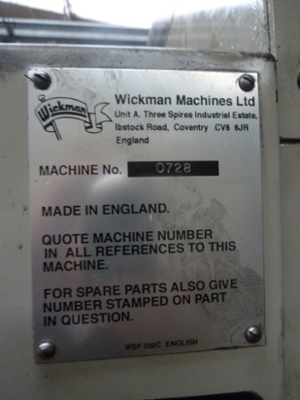 Wickman
Wickman Machines Ltd
Unit A, Three Spires Industrial Estate,
Ibstock Road, Coventry .CV6 6JR
England
MACHINE No. 0728
MADE IN ENGLAND.
QUOTE MACHINE NUMBER
IN ALL REFERENCES TO THIS
MACHINE.
FOR SPARE PARTS ALSO GIVE
NUMBER STAMPED ON PART
IN QUESTION.
WSP 500C ENGLISH